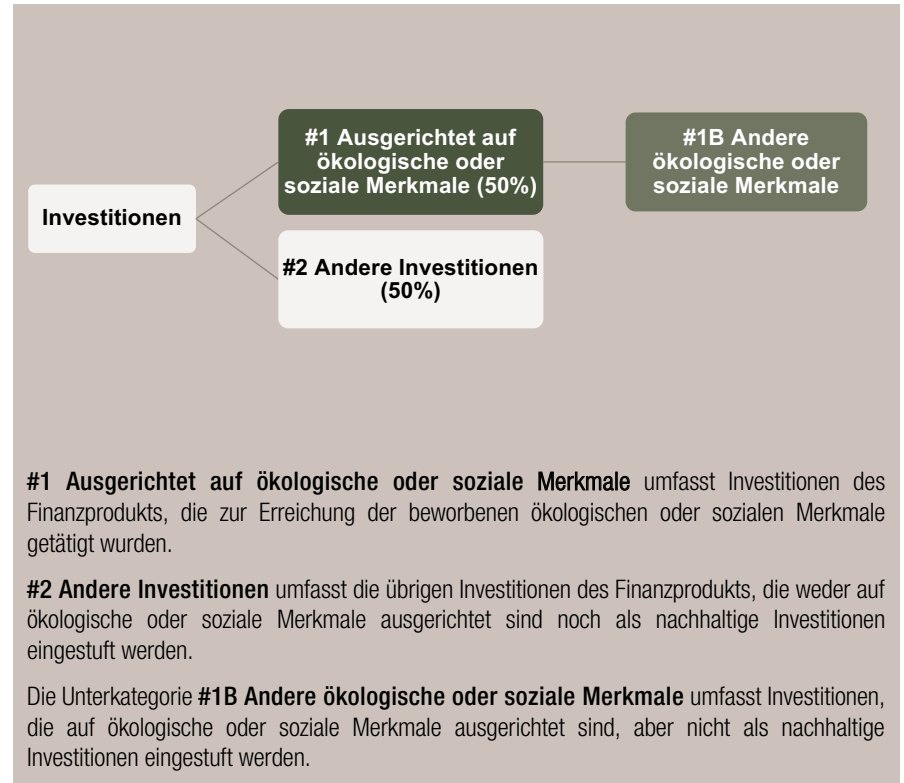 #1 Ausgerichtet auf
ökologische oder
soziale Merkmale (50%)
#1B Andere
ökologische oder
soziale Merkmale
Investitionen
#2 Andere Investitionen
(50%)
#1 Ausgerichtet auf ökologische oder soziale Merkmale umfasst Investitionen des
Finanzprodukts, die zur Erreichung der beworbenen ökologischen oder sozialen Merkmale
getätigt wurden.
#2 Andere Investitionen umfasst die übrigen Investitionen des Finanzprodukts, die weder auf
ökologische oder soziale Merkmale ausgerichtet sind noch als nachhaltige Investitionen
eingestuft werden.
Die Unterkategorie #1B Andere ökologische oder soziale Merkmale umfasst Investitionen,
die auf ökologische oder soziale Merkmale ausgerichtet sind, aber nicht als nachhaltige
Investitionen eingestuft werden.